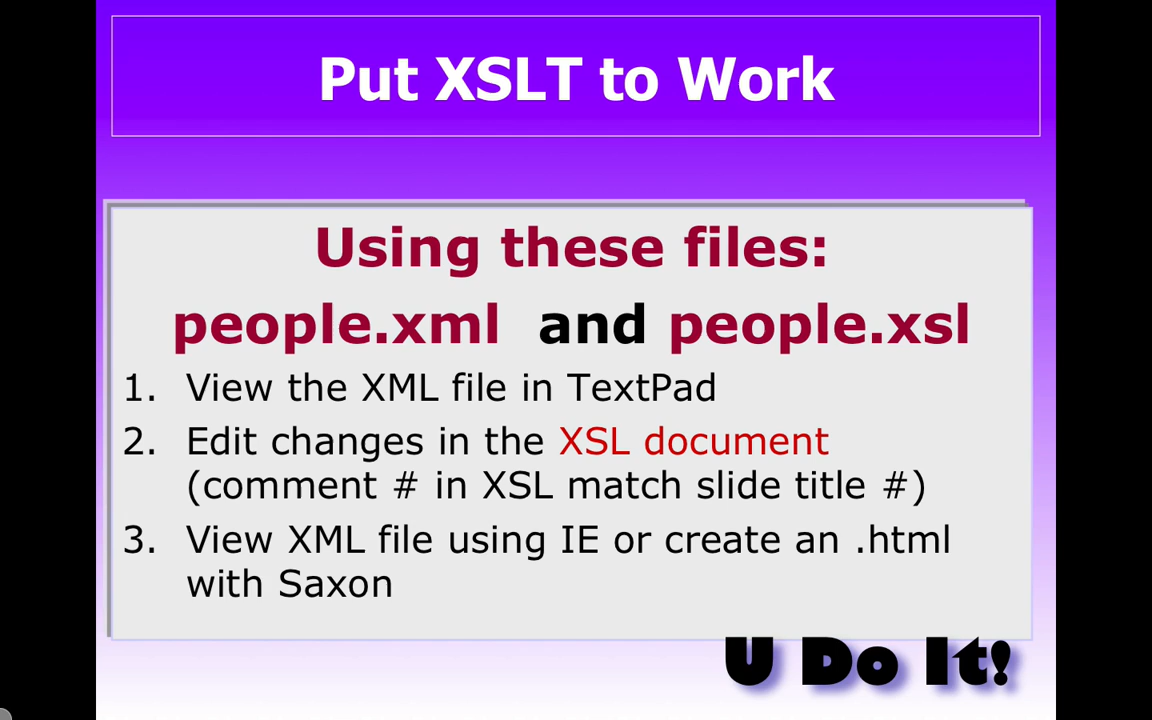 Put XSLT to Work
Using these files:
people.xml and people.xsl
1. View the XML file in TextPad
2. Edit changes in the XSL document
(comment # in XSL match slide title #)
3. View XML file using IE or create an .html
with Saxon
U Do It!